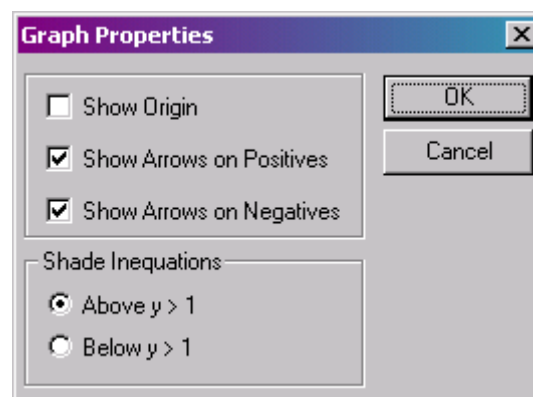 Graph Properties
Show Origin
Show Arrows on Positives
Show Arrows on Negatives
OK
Cancel
Shade Inequations
Above y > 1
Below y > 1